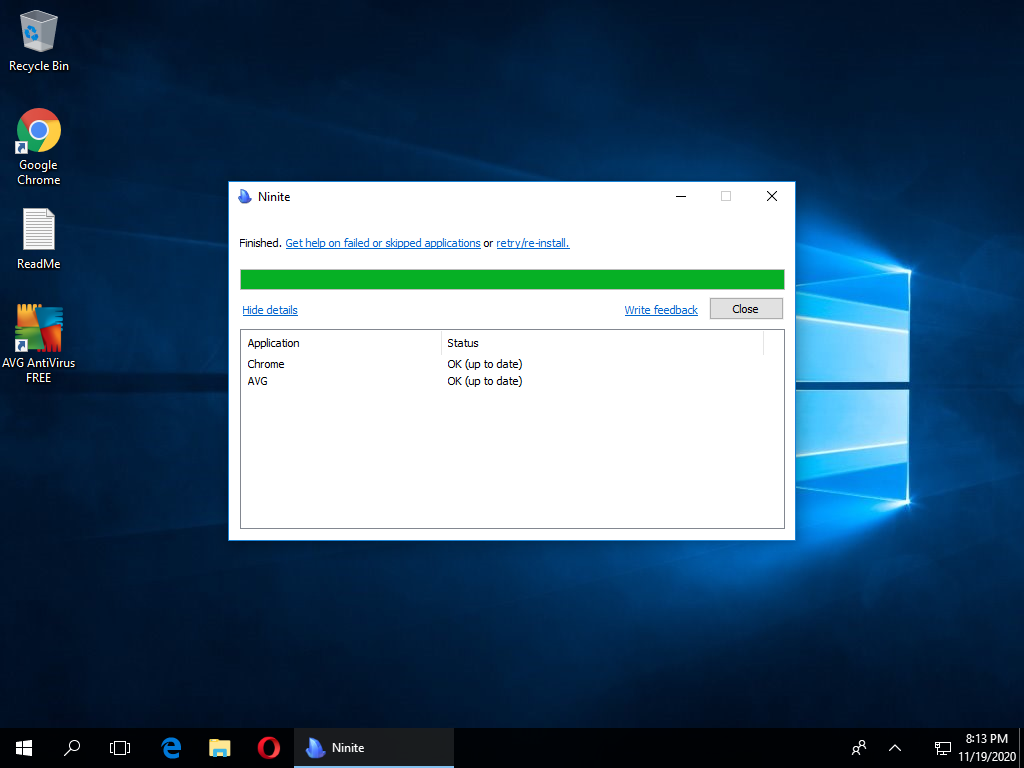 Recycle Bin
Google
Chrome
ReadMe
AVG AntiVirus
FREE
Ninite
Finished. Get help on failed or skipped applications or retry/re-install.
Hide details
Write feedback
Close
Application Status
Chrome OK (up to date)
AVG OK (up to date)
Ninite
8:13 PM
11/19/2020